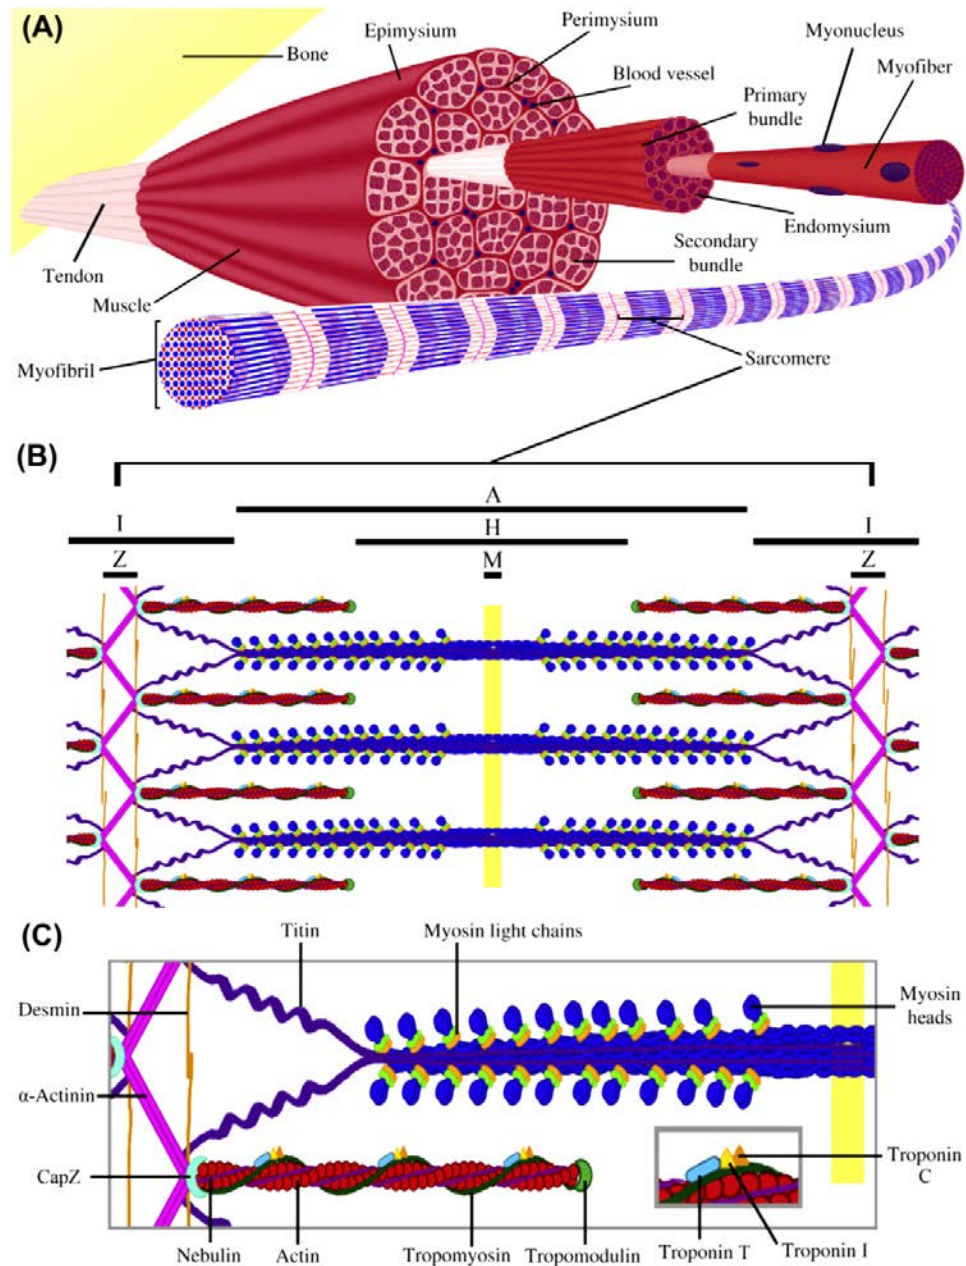 (A)
Bone
Epimysium
Perimysium
Blood vessel
Myonucleus
Myofiber
Primary
bundle
Endomysium
Secondary
bundle
Tendon
Muscle
Myofibril
Sarcomere
(B)
A
I
H
I
Z
M
Z
(C)
Titin
Myosin light chains
Desmin
Myosin
heads
α-Actinin
CapZ
Troponin
C
Nebulin
Actin
Tropomyosin
Tropomodulin
Troponin T
Troponin I